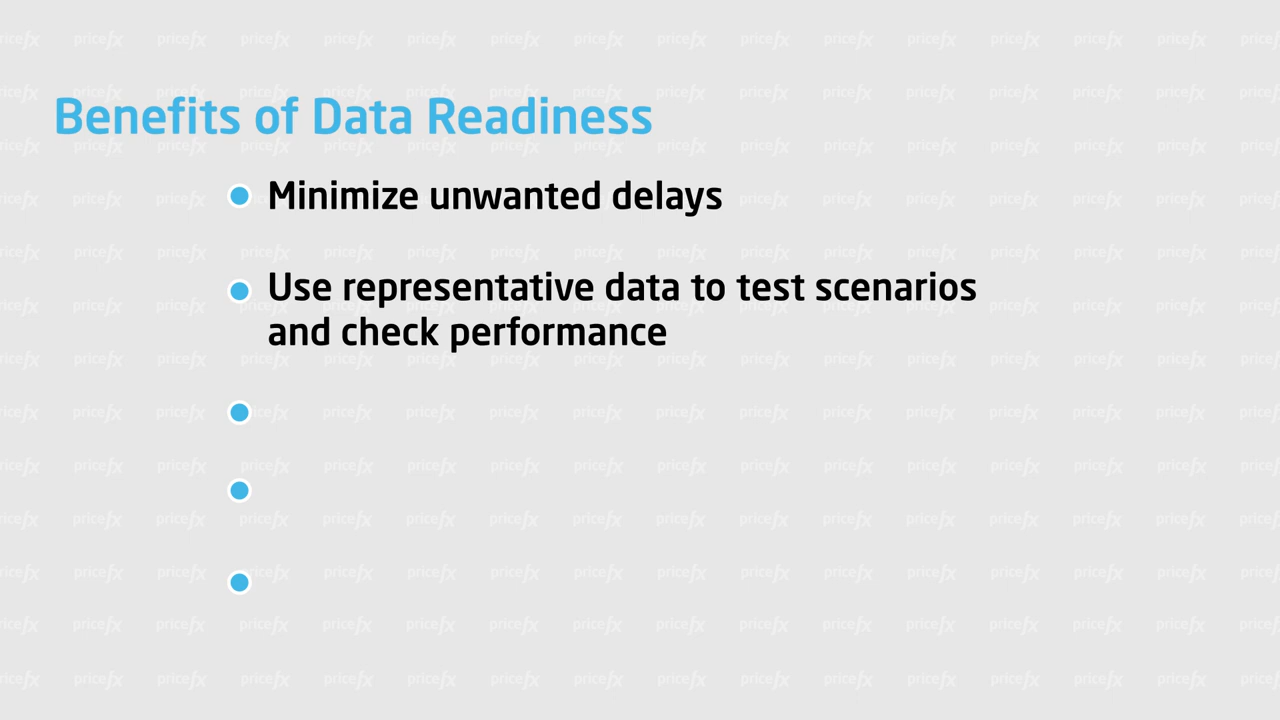 Benefits of Data Readiness
Minimize unwanted delays
Use representative data to test scenarios
and check performance